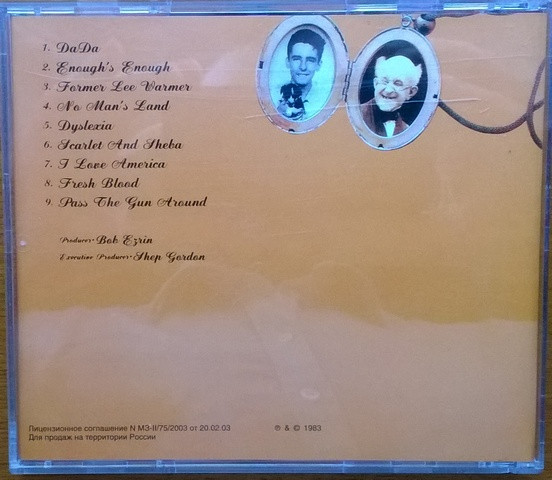 1. DaDa
2. Enough's Enough
3. Former Lee Warmer
4. No Man's Land
5. Dyslexia
6. Scarlet And Sheba
7. I Love America
8. Fresh Blood
9. Pass The Gun Around
Producer- Bob Ezrin
Executive Producer- Shep Gordon
Лицензионное соглашение N МЗ-II/75/2003 от 20.02.03
Для продаж на территории России
℗ & © 1983